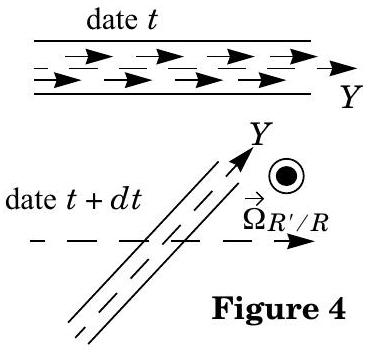 date t
Y
Y
date t + dt
Ω⃗R'/R
Figure 4